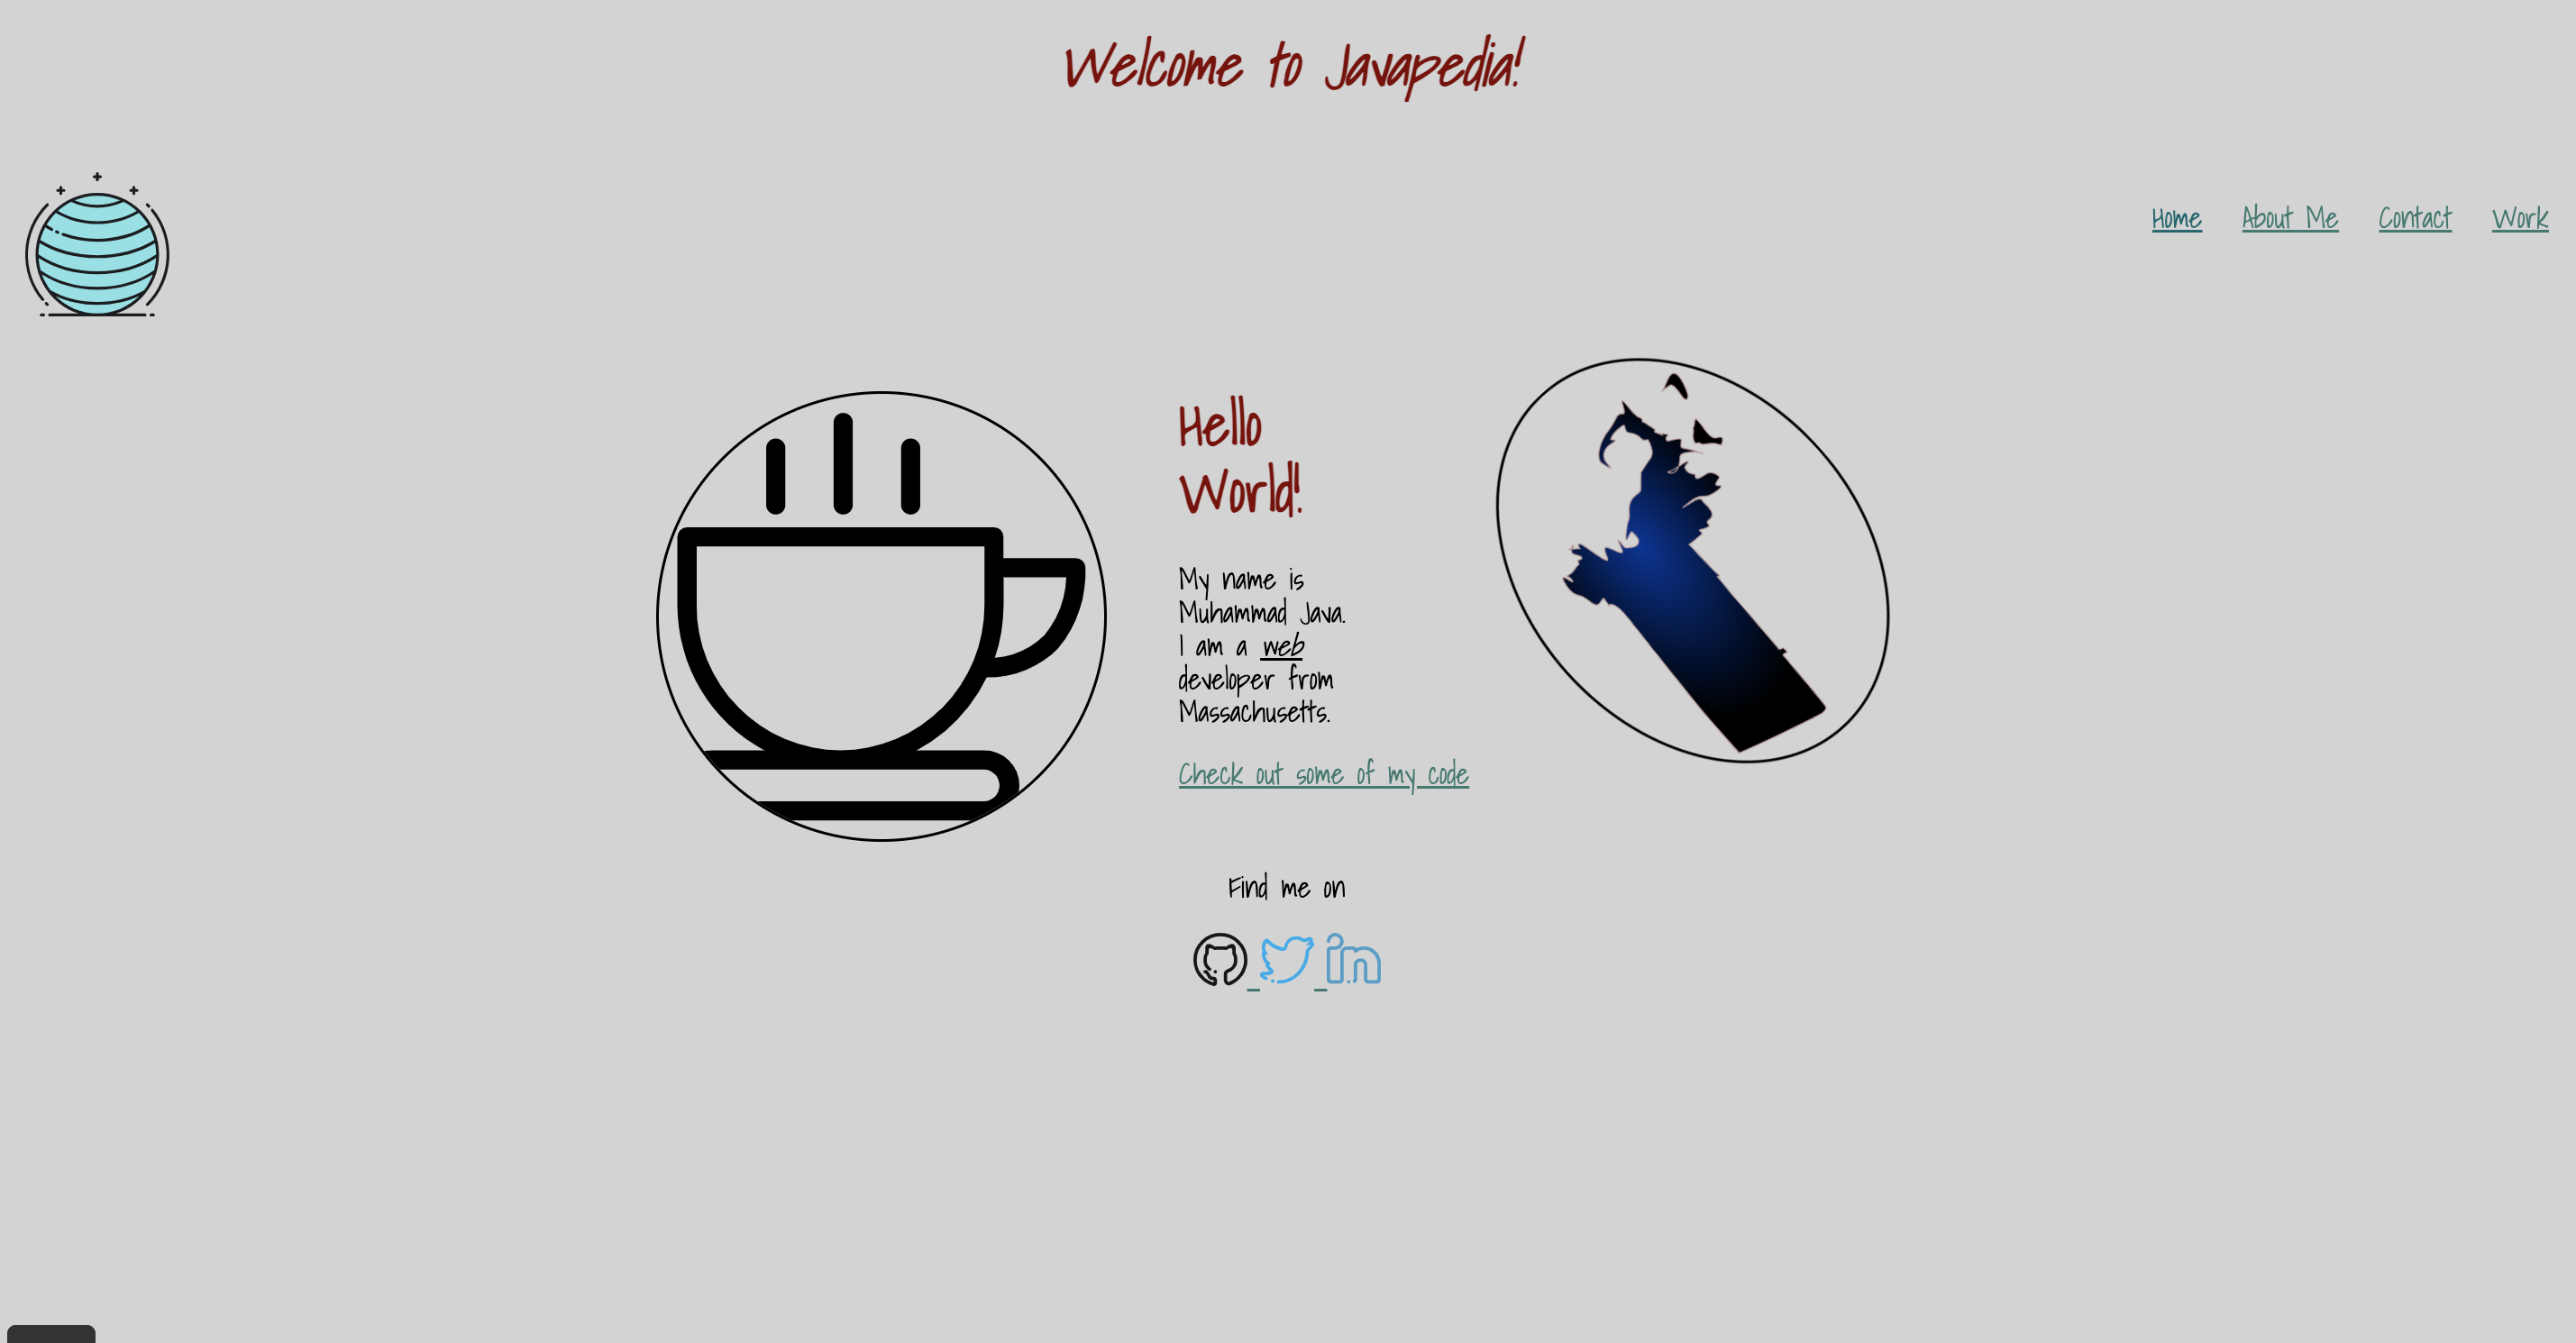 Welcome to Javapedia!
Home About Me Contact Work
Hello
World!
My name is
Muhammad Java.
I am a web
developer from
Massachusetts.
Check out some of my code
Find me on
in